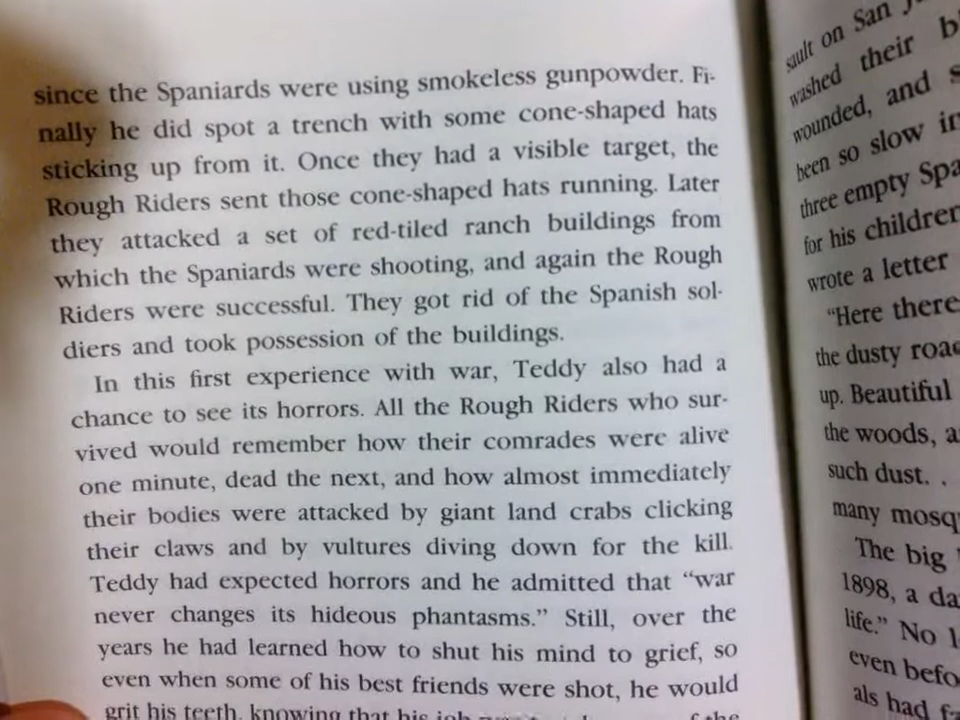 since the Spaniards were using smokeless gunpowder. Fi-
nally he did spot a trench with some cone-shaped hats
sticking up from it. Once they had a visible target, the
Rough Riders sent those cone-shaped hats running. Later
they attacked a set of red-tiled ranch buildings from
which the Spaniards were shooting, and again the Rough
Riders were successful. They got rid of the Spanish sol-
diers and took possession of the buildings.
In this first experience with war, Teddy also had a
chance to see its horrors. All the Rough Riders who sur-
vived would remember how their comrades were alive
one minute, dead the next, and how almost immediately
their bodies were attacked by giant land crabs clicking
their claws and by vultures diving down for the kill.
Teddy had expected horrors and he admitted that “war
never changes its hideous phantasms.” Still, over the
years he had learned how to shut his mind to grief, so
even when some of his best friends were shot, he would
grit his teeth, knowing that his job
sault on San
washed their
wounded, and
been so slow
three empty
for his children
wrote a letter
“Here there
the dusty
up. Beautiful
the woods,
such dust. .
many
The big
1898, a
life.” No
even
als had